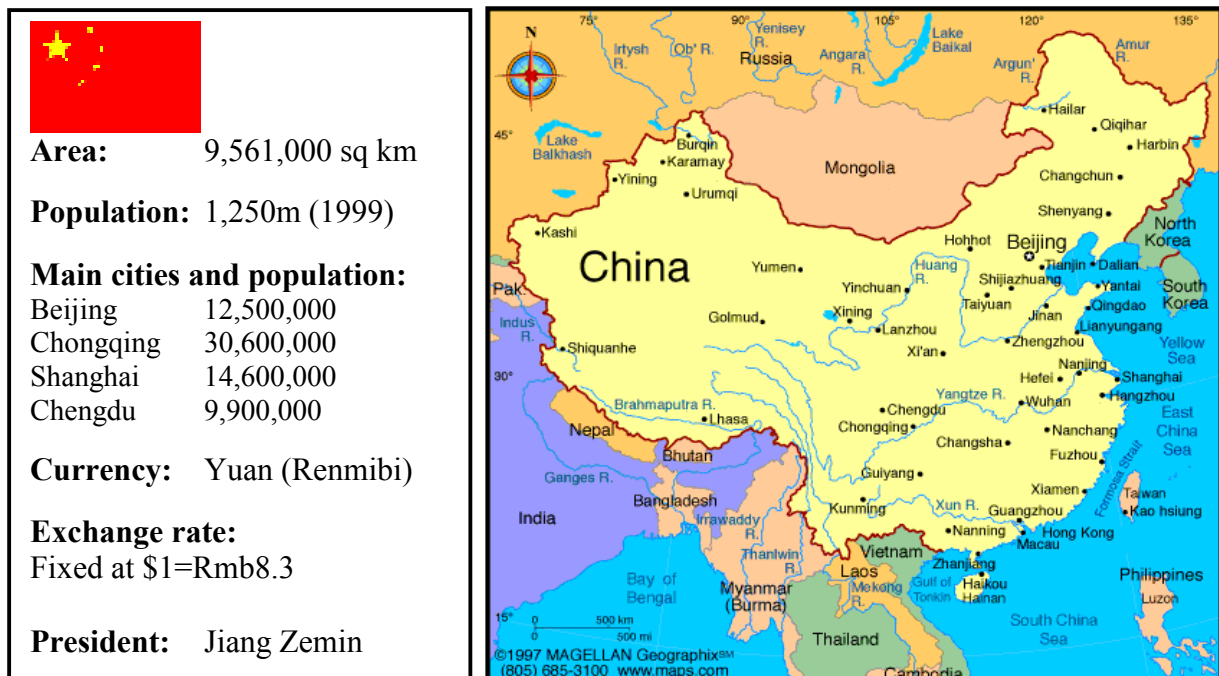 Area: 9,561,000 sq km
Population: 1,250m (1999)
Main cities and population:
Beijing 12,500,000
Chongqing 30,600,000
Shanghai 14,600,000
Chengdu 9,900,000
Currency: Yuan (Renmibi)
Exchange rate:
Fixed at $1=Rmb8.3
President: Jiang Zemin
75° 90° 105° 120° 135°
N
Irtysh
R.
Ob' R.
Yenisey
R.
Russia
Angara
R.
Lake
Baikal
Argun'
R.
Amur
R.
45°
Lake
Balkhash
Burqin
Karamay
Yining
Urumqi
Mongolia
Hailar
Qiqihar
Harbin
Changchun
Shenyang
Kashi
China
Yumen
Hohhot
Beijing
North
Korea
Huang
R.
Tianjin
Dalian
Shijiazhuang
Yinchuan
Taiyuan
Yantai
South
Korea
Pak.
Indus
R.
Golmud
Xining
Lanzhou
Jinan
Qingdao
Lianyungang
Shiquanhe
Xi'an
Zhengzhou
Yellow
Sea
30°
Nanjing
Hefei
Shanghai
Brahmaputra R.
Lhasa
Chengdu
Yangtze R.
Wuhan
Hangzhou
Nepal
Chongqing
Changsha
Nanchang
East
China
Sea
Bhutan
Fuzhou
Ganges R.
Guiyang
Formosa Strait
Bangladesh
Xiamen
Taiwan
India
Irrawaddy
R.
Kunming
Xun R.
Guangzhou
Kao hsiung
Nanning
Hong Kong
Macau
Thanlwin
R.
Vietnam
Zhanjiang
Bay of
Bengal
Myanmar
(Burma)
Laos
Mekong
R.
Gulf of
Tonkin
Haikou
Hainan
Philippines
Luzon
15°
0 500 km
0 500 mi
Thailand
South China
Sea
©1997 MAGELLAN Geographix℠
(805) 685-3100 www.maps.com
Cambodia